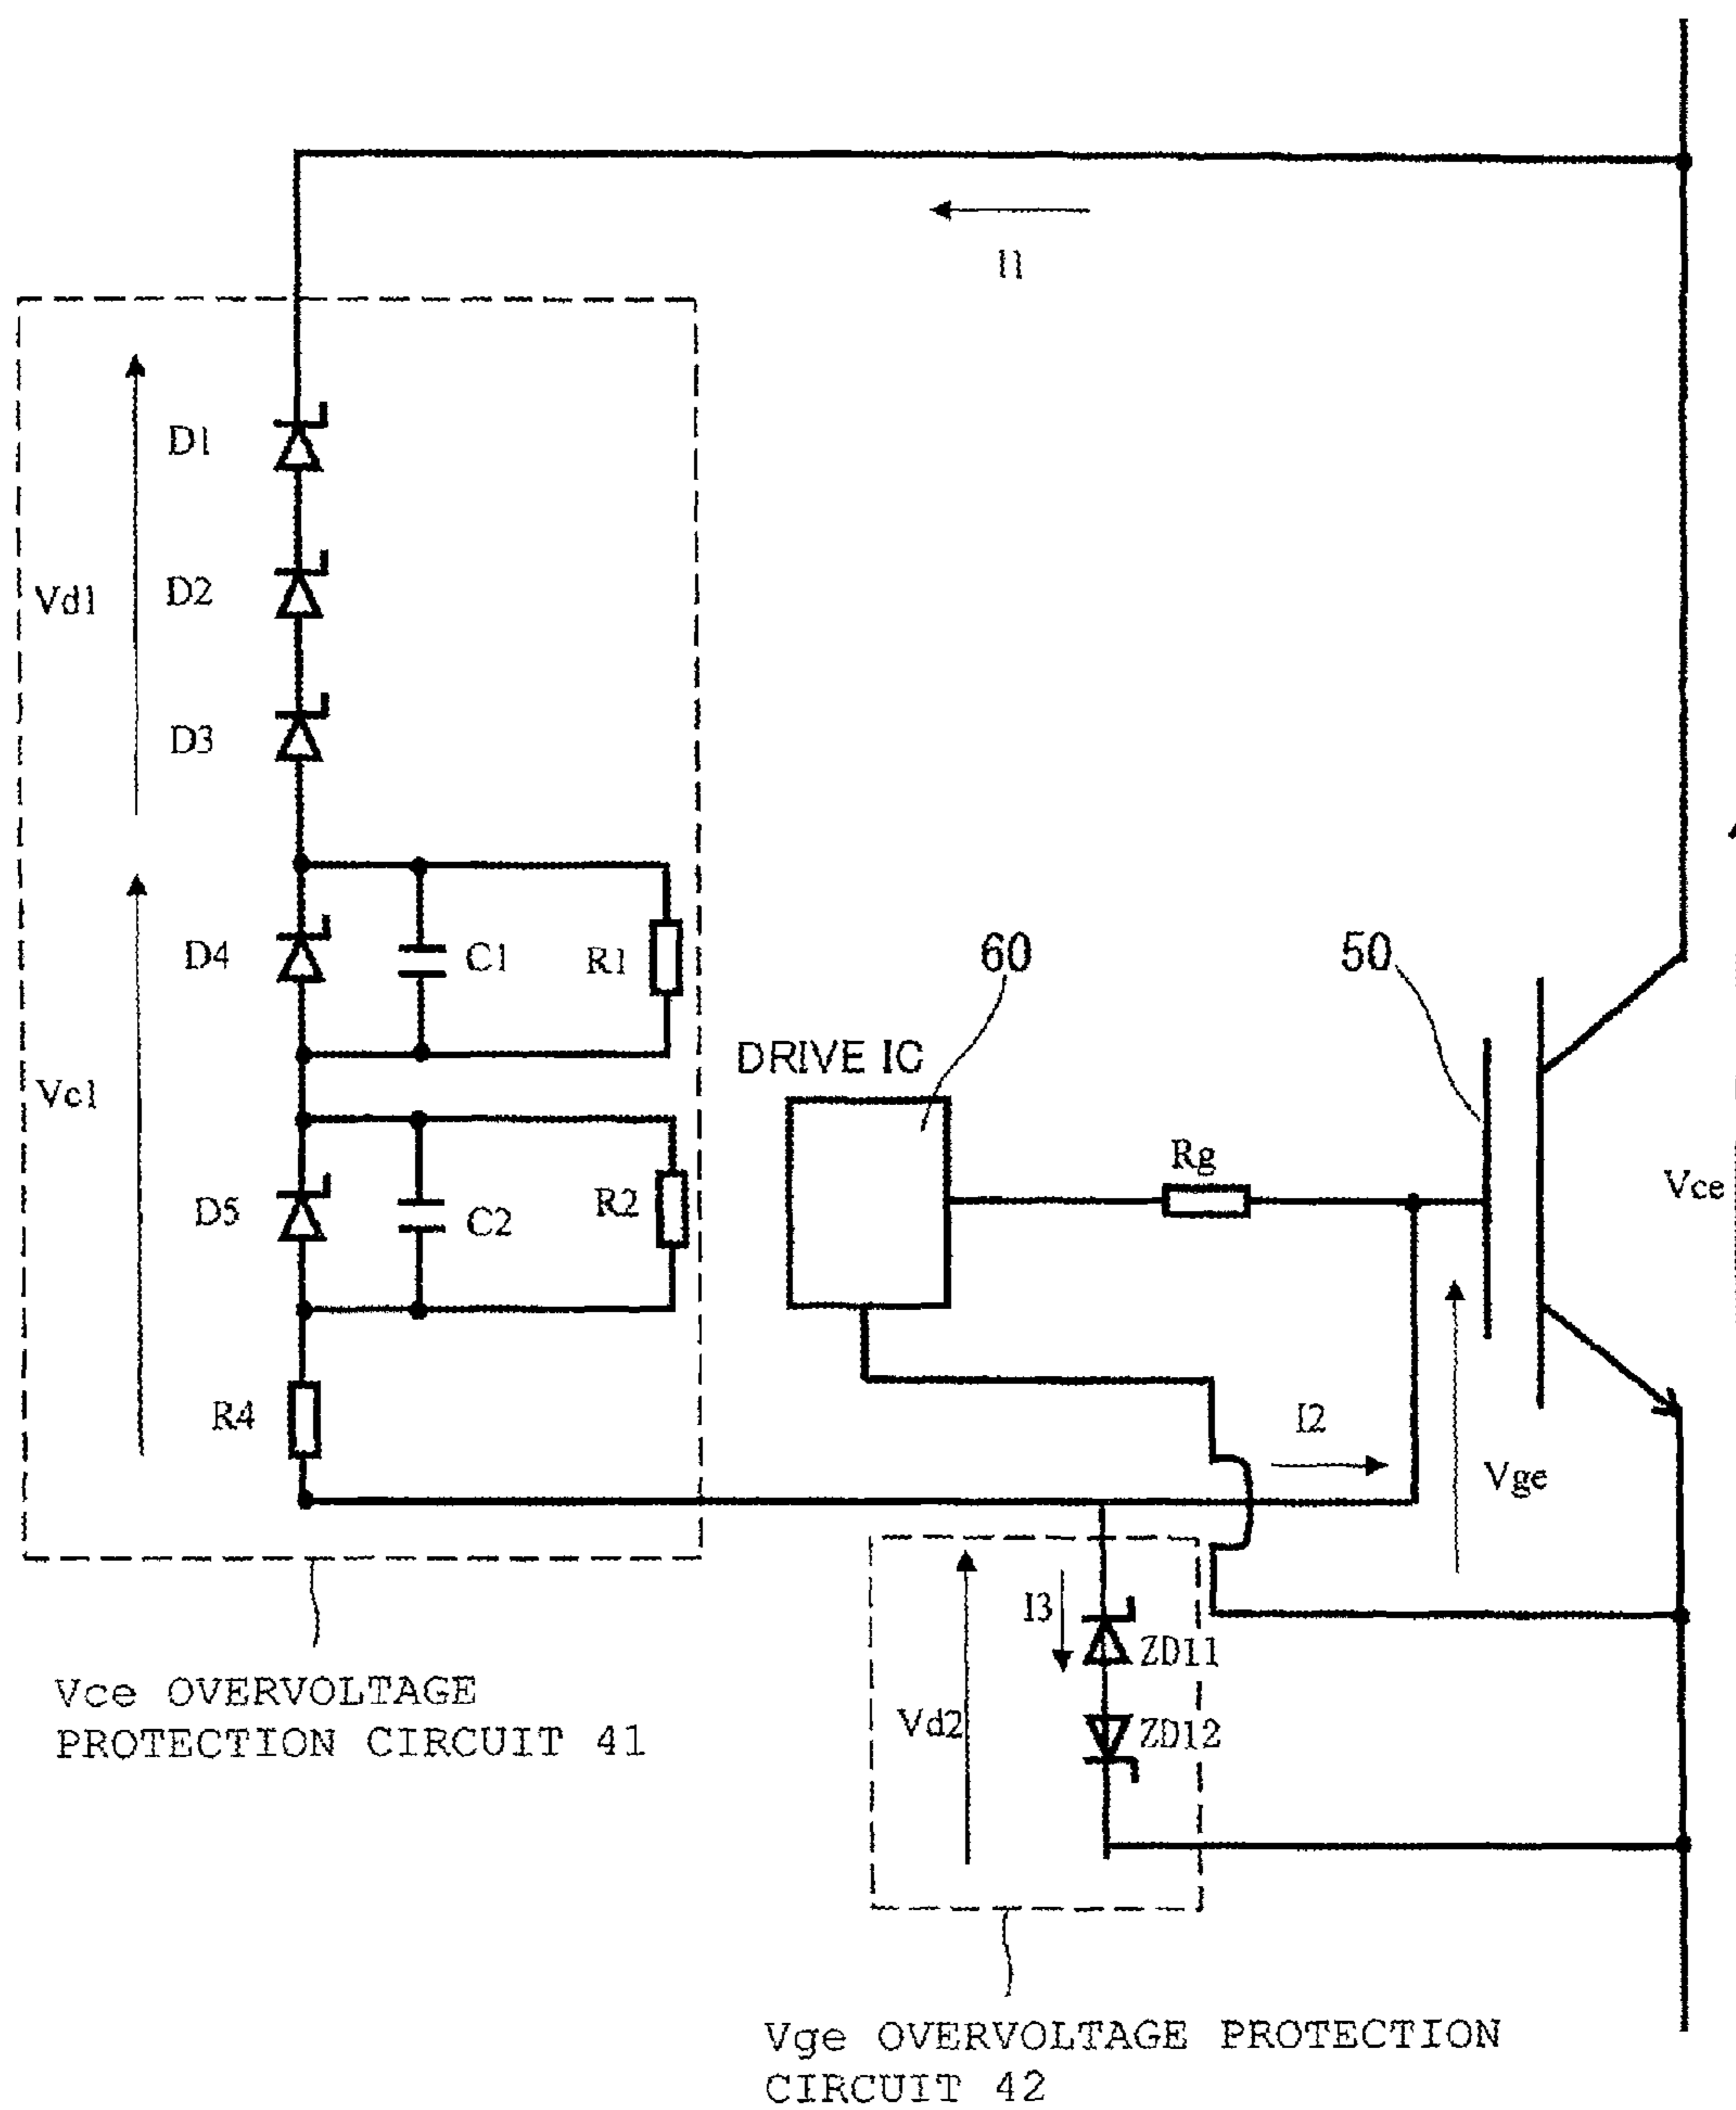 I1
D1
Vd1
D2
D3
D4
C1
R1
60
50
DRIVE IC
Vc1
Rg
Vce
D5
C2
R2
R4
I2
Vge
I3
ZD11
Vd2
ZD12
Vce OVERVOLTAGE
PROTECTION CIRCUIT 41
Vge OVERVOLTAGE PROTECTION
CIRCUIT 42